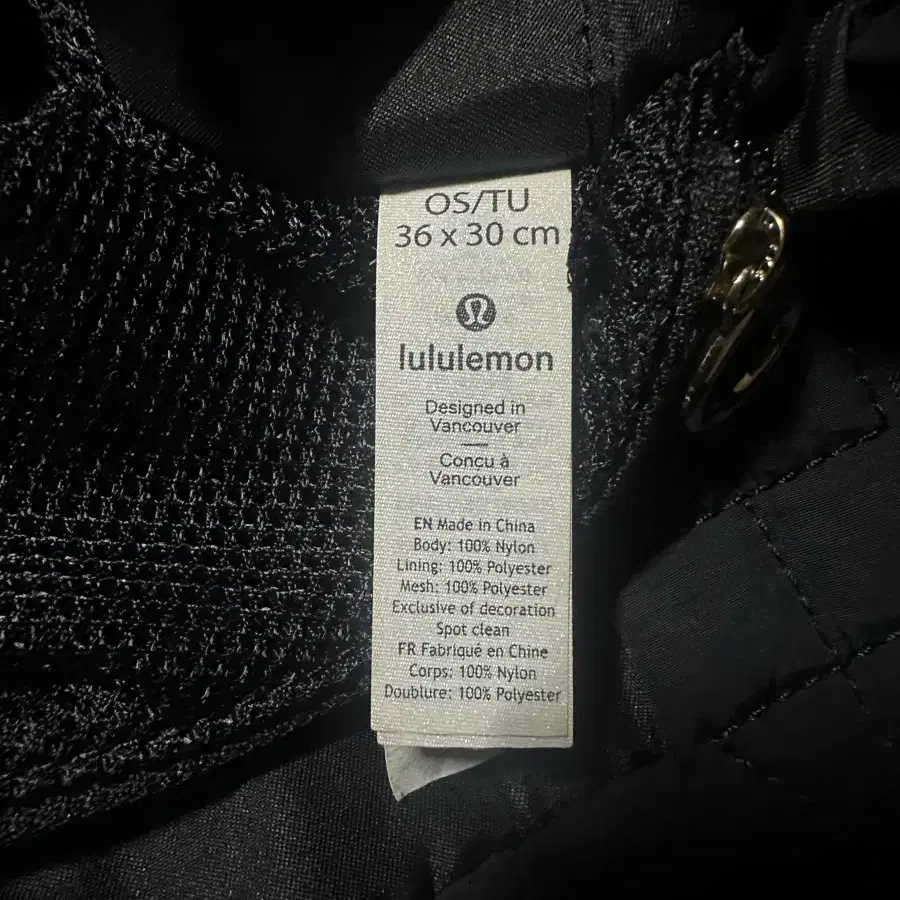 OS/TU
36 x 30 cm
lululemon
Designed in
Vancouver
Concu à
Vancouver
EN Made in China
Body: 100% Nylon
Lining: 100% Polyester
Mesh: 100% Polyester
Exclusive of decoration
Spot clean
FR Fabriqué en Chine
Corps: 100% Nylon
Doublure: 100% Polyester